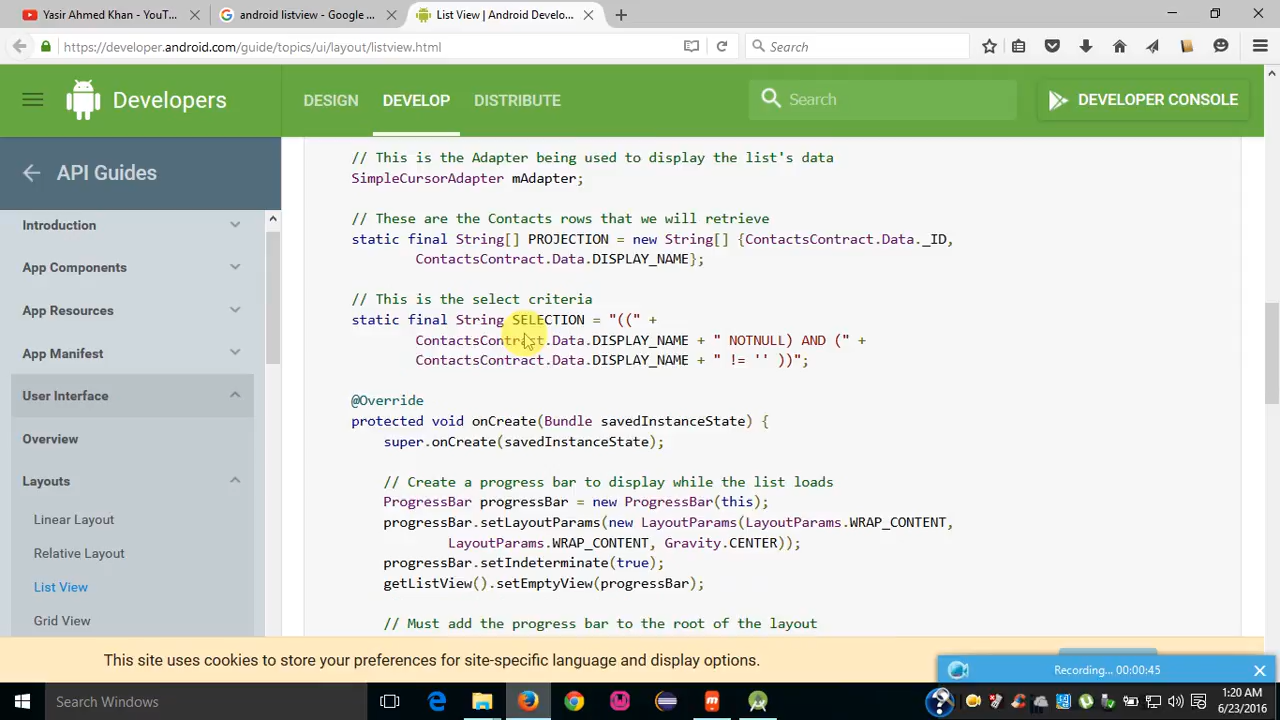 Yasir Ahmed Khan - YouT...
android listview - Google ...
List View | Android Develo...
https://developer.android.com/guide/topics/ui/layout/listview.html
Search
Developers
DESIGN
DEVELOP
DISTRIBUTE
Search
DEVELOPER CONSOLE
API Guides
Introduction
App Components
App Resources
App Manifest
User Interface
Overview
Layouts
Linear Layout
Relative Layout
List View
Grid View
// This is the Adapter being used to display the list's data
SimpleCursorAdapter mAdapter;
// These are the Contacts rows that we will retrieve
static final String[] PROJECTION = new String[] {ContactsContract.Data._ID,
ContactsContract.Data.DISPLAY_NAME};
// This is the select criteria
static final String SELECTION = "((" +
ContactsContract.Data.DISPLAY_NAME + " NOTNULL) AND (" +
ContactsContract.Data.DISPLAY_NAME + " != '' ))";
@Override
protected void onCreate(Bundle savedInstanceState) {
super.onCreate(savedInstanceState);
// Create a progress bar to display while the list loads
ProgressBar progressBar = new ProgressBar(this);
progressBar.setLayoutParams(new LayoutParams(LayoutParams.WRAP_CONTENT,
LayoutParams.WRAP_CONTENT, Gravity.CENTER));
progressBar.setIndeterminate(true);
getListView().setEmptyView(progressBar);
// Must add the progress bar to the root of the layout
This site uses cookies to store your preferences for site-specific language and display options.
Recording... 00:00:45
Search Windows
1:20 AM
6/23/2016